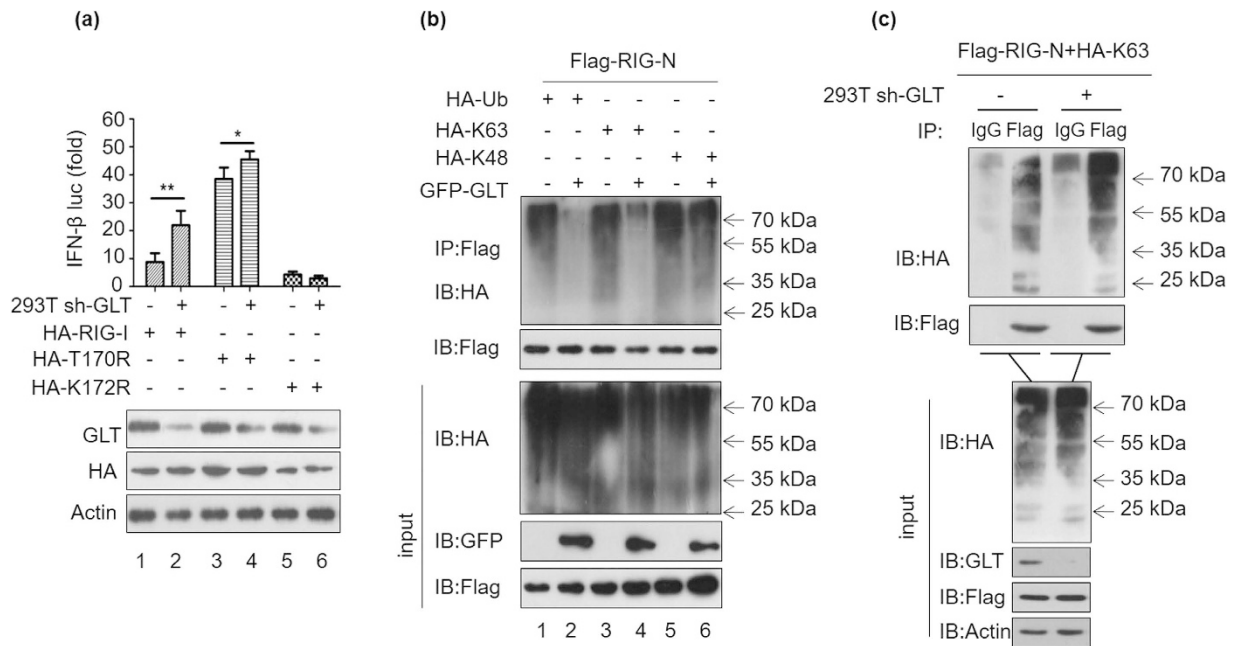 (a)
60
50
40
30
20
10
0
IFN-β luc (fold)
**
*
293T sh-GLT - + - + - +
HA-RIG-I + + - - - -
HA-T170R - - + + - -
HA-K172R - - - - + +
GLT
HA
Actin
1 2 3 4 5 6
(b)
Flag-RIG-N
HA-Ub + + - - - -
HA-K63 - - + + - -
HA-K48 - - - - + +
GFP-GLT - + - + - +
IP:Flag
IB:HA
← 70 kDa
← 55 kDa
← 35 kDa
← 25 kDa
IB:Flag
input
IB:HA
← 70 kDa
← 55 kDa
← 35 kDa
← 25 kDa
IB:GFP
IB:Flag
1 2 3 4 5 6
(c)
Flag-RIG-N+HA-K63
293T sh-GLT - +
IP: IgG Flag IgG Flag
IB:HA
← 70 kDa
← 55 kDa
← 35 kDa
← 25 kDa
IB:Flag
input
IB:HA
← 70 kDa
← 55 kDa
← 35 kDa
← 25 kDa
IB:GLT
IB:Flag
IB:Actin